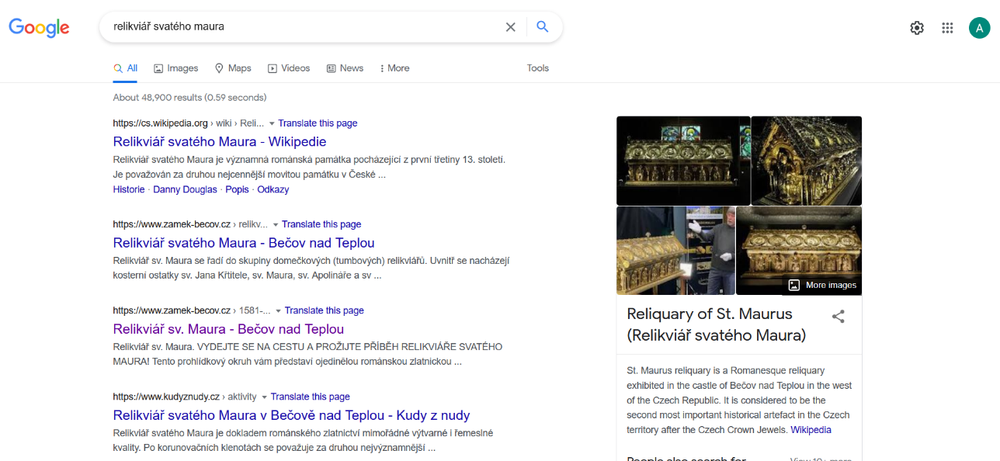 Google
relikviář svatého maura
A
All
Images
Maps
Videos
News
More
Tools
About 48,900 results (0.59 seconds)
https://cs.wikipedia.org › wiki › Reli... Translate this page
Relikviář svatého Maura - Wikipedie
Relikviář svatého Maura je významná románská památka pocházející z první třetiny 13. století.
Je považován za druhou nejcennější movitou památku v České ...
Historie · Danny Douglas · Popis · Odkazy
https://www.zamek-becov.cz › relikv... Translate this page
Relikviář svatého Maura - Bečov nad Teplou
Relikviář sv. Maura se řadí do skupiny domečkových (tumbových) relikviářů. Uvnitř se nacházejí
kosterní ostatky sv. Jana Křtitele, sv. Maura, sv. Apolináře a sv ...
https://www.zamek-becov.cz › 1581-... Translate this page
Relikviář sv. Maura - Bečov nad Teplou
Relikviář sv. Maura. VYDEJTE SE NA CESTU A PROŽIJTE PŘÍBĚH RELIKVIÁŘE SVATÉHO
MAURA! Tento prohlídkový okruh vám představí ojedinělou románskou zlatnickou ...
https://www.kudyznudy.cz › aktivity Translate this page
Relikviář svatého Maura v Bečově nad Teplou - Kudy z nudy
Relikviář svatého Maura je dokladem románského zlatnictví mimořádné výtvarné i řemeslné
kvality. Po korunovačních klenotách se považuje za druhou nejvýznamnější ...
More images
Reliquary of St. Maurus
(Relikviář svatého Maura)
St. Maurus reliquary is a Romanesque reliquary
exhibited in the castle of Bečov nad Teplou in the west
of the Czech Republic. It is considered to be the
second most important historical artefact in the Czech
territory after the Czech Crown Jewels. Wikipedia
People also search for
View 10+ more